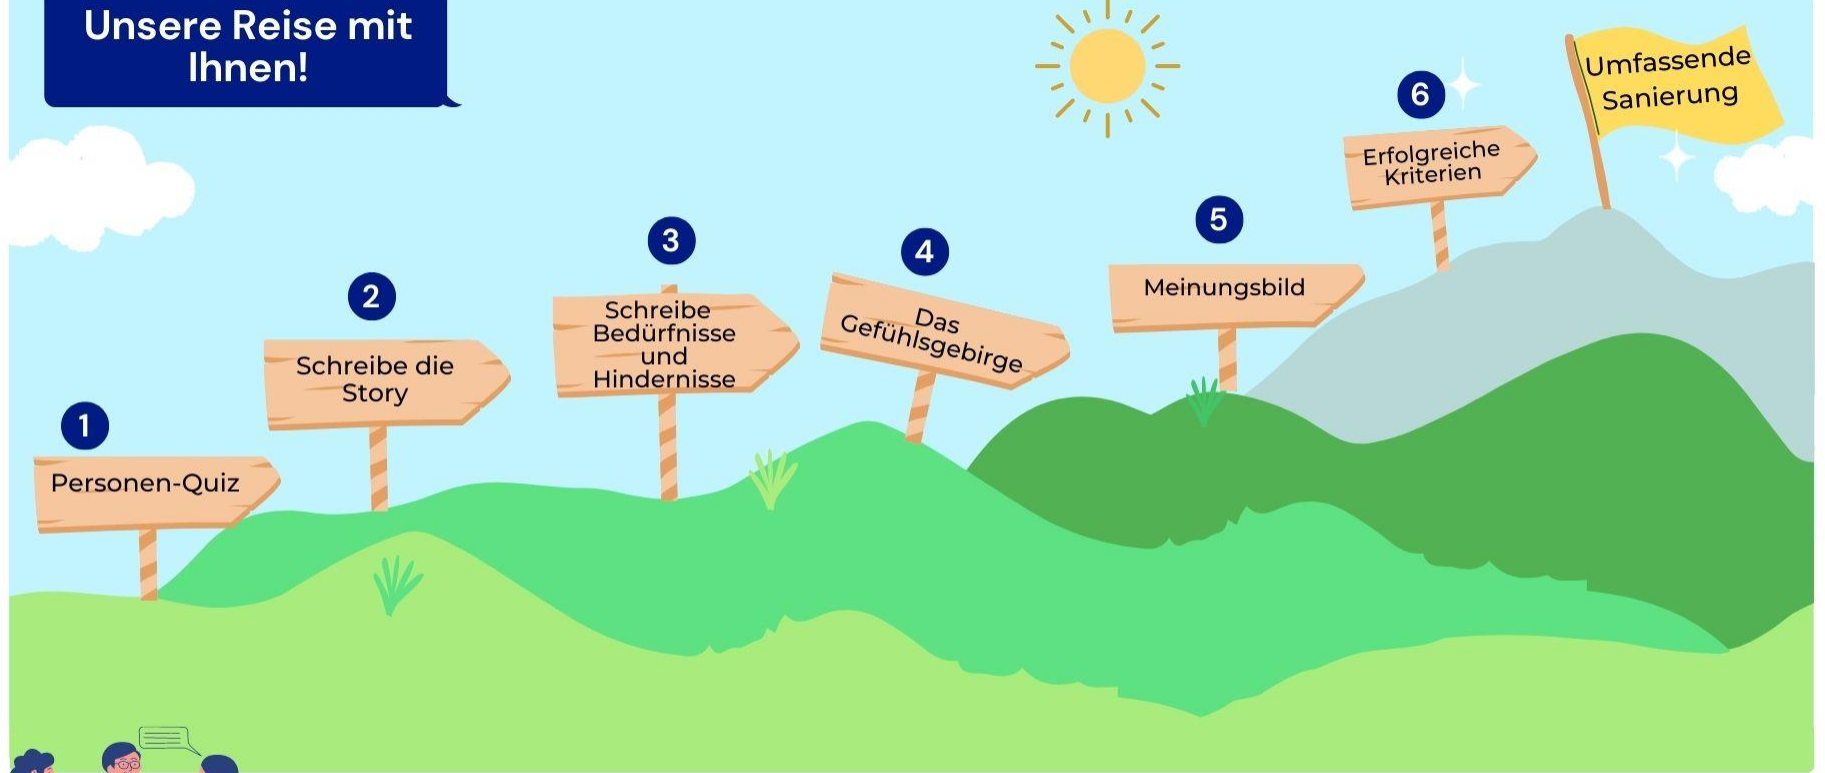 Unsere Reise mit
Ihnen!
1
Personen-Quiz
2
Schreibe die
Story
3
Schreibe
Bedürfnisse
und
Hindernisse
4
Das
Gefühlsgebirge
5
Meinungsbild
6
Erfolgreiche
Kriterien
Umfassende
Sanierung